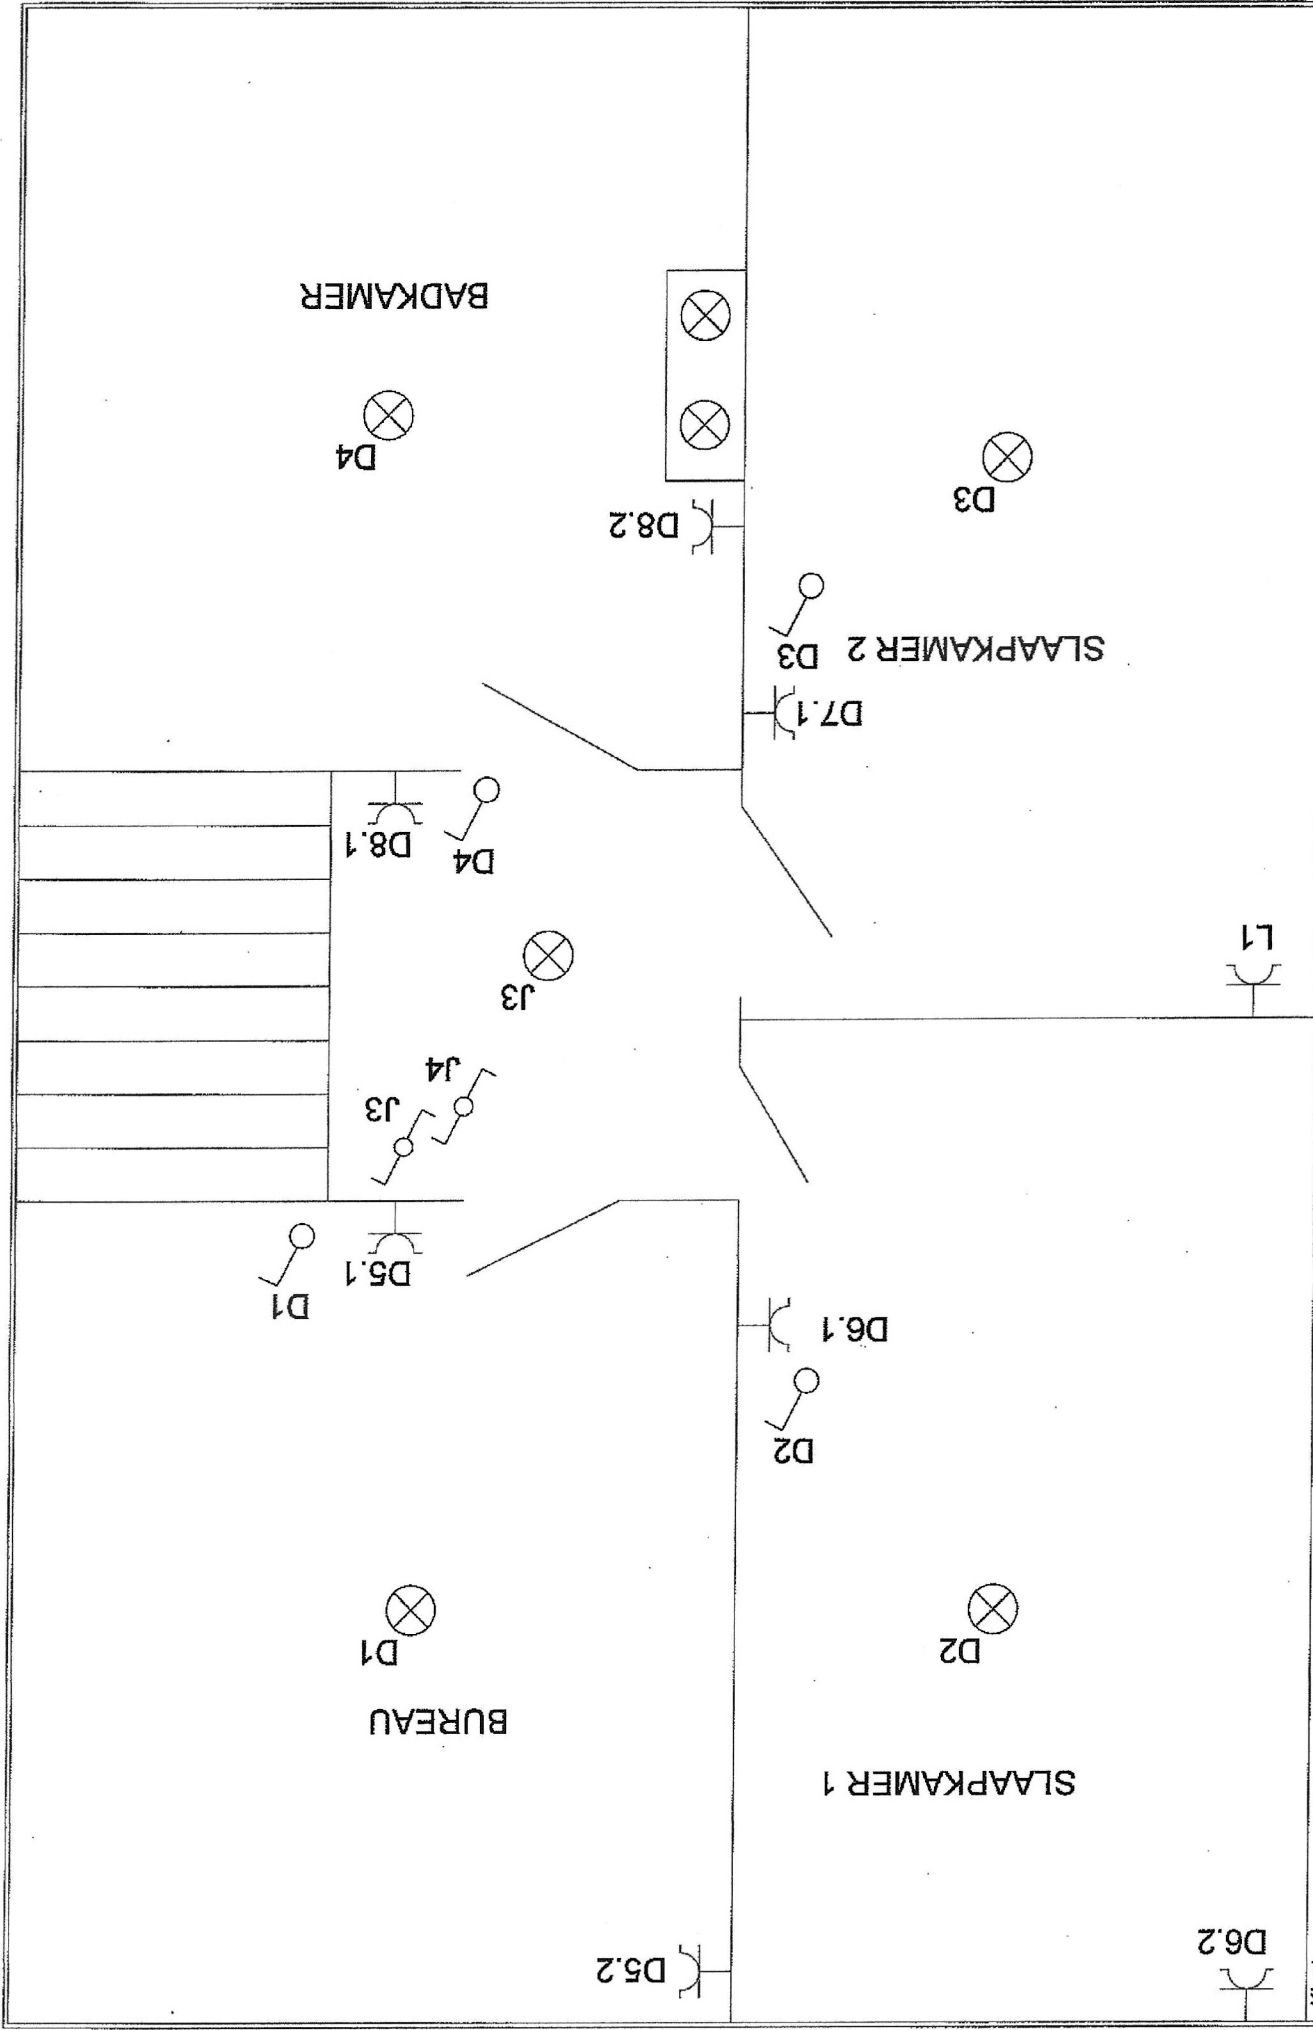 D6.2
D5.2
SLAAPKAMER 1
BUREAU
D2
D1
D2
D6.1
D1
D5.1
J3
J4
J3
L1
D4
D8.1
D7.1
D3
SLAAPKAMER 2
D8.2
D3
D4
BADKAMER